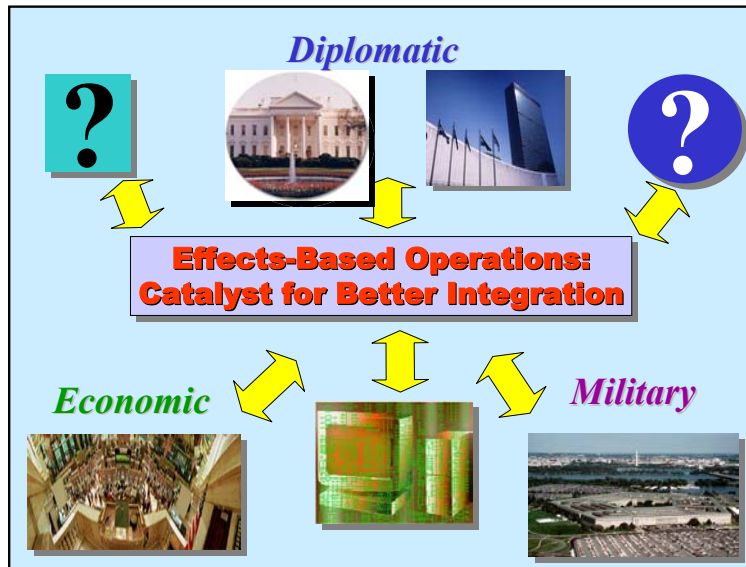 Diplomatic
?
?
Effects-Based Operations:
Catalyst for Better Integration
Economic
Military